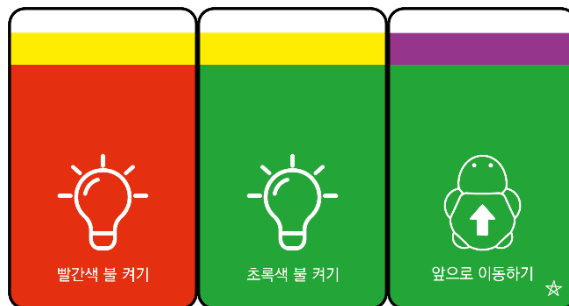 빨간색 불 켜기
초록색 불 켜기
앞으로 이동하기